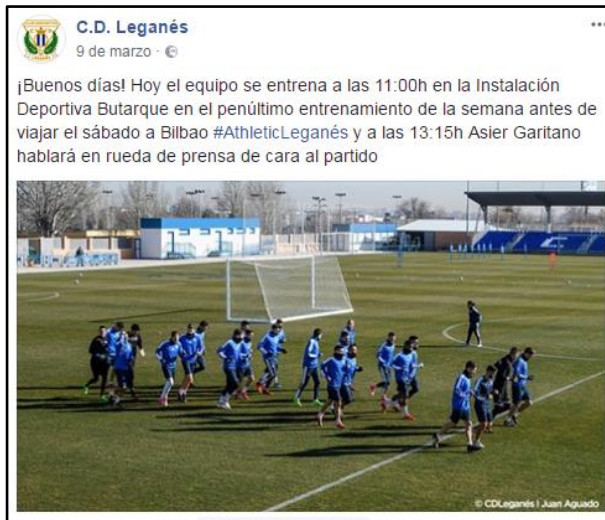 C.D. Leganés
9 de marzo ·
¡Buenos días! Hoy el equipo se entrena a las 11:00h en la Instalación
Deportiva Butarque en el penúltimo entrenamiento de la semana antes de
viajar el sábado a Bilbao #AthleticLeganés y a las 13:15h Asier Garitano
hablará en rueda de prensa de cara al partido
© CDLeganés | Juan Aguado